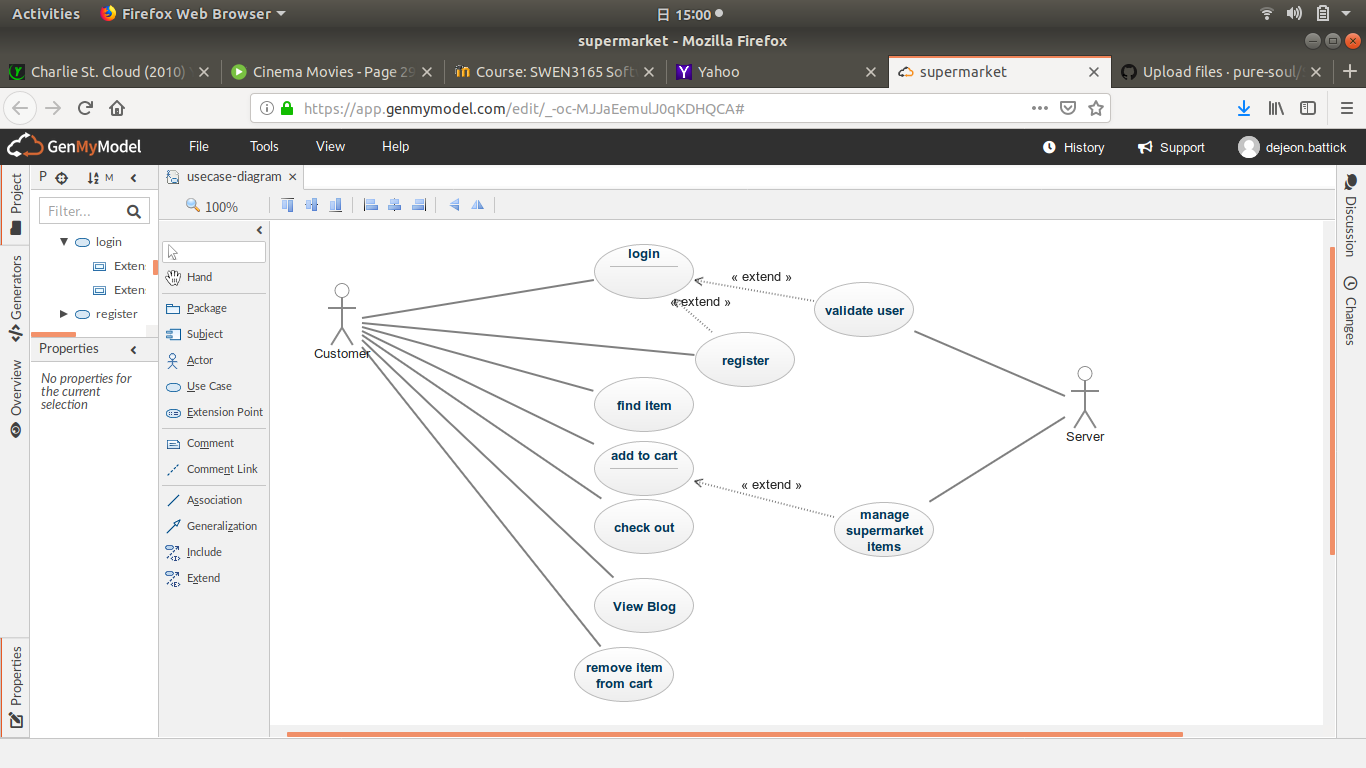 Activities
Firefox Web Browser
日 15:00
supermarket - Mozilla Firefox
Charlie St. Cloud (2010)
Cinema Movies - Page 29
Course: SWEN3165 Soft
Yahoo
supermarket
Upload files · pure-soul/
https://app.genmymodel.com/edit/_-oc-MJJaEemulJ0qKDHQCA#
GenMyModel
File
Tools
View
Help
History
Support
dejeon.battick
Project
Generators
Overview
Properties
P
M
Filter...
login
Exten
Exten
register
Properties
No properties for
the current
selection
usecase-diagram
100%
Hand
Package
Subject
Actor
Use Case
Extension Point
Comment
Comment Link
Association
Generalization
Include
Extend
Customer
login
« extend »
« extend »
validate user
register
find item
Server
add to cart
« extend »
check out
manage
supermarket
items
View Blog
remove item
from cart
Discussion
Changes